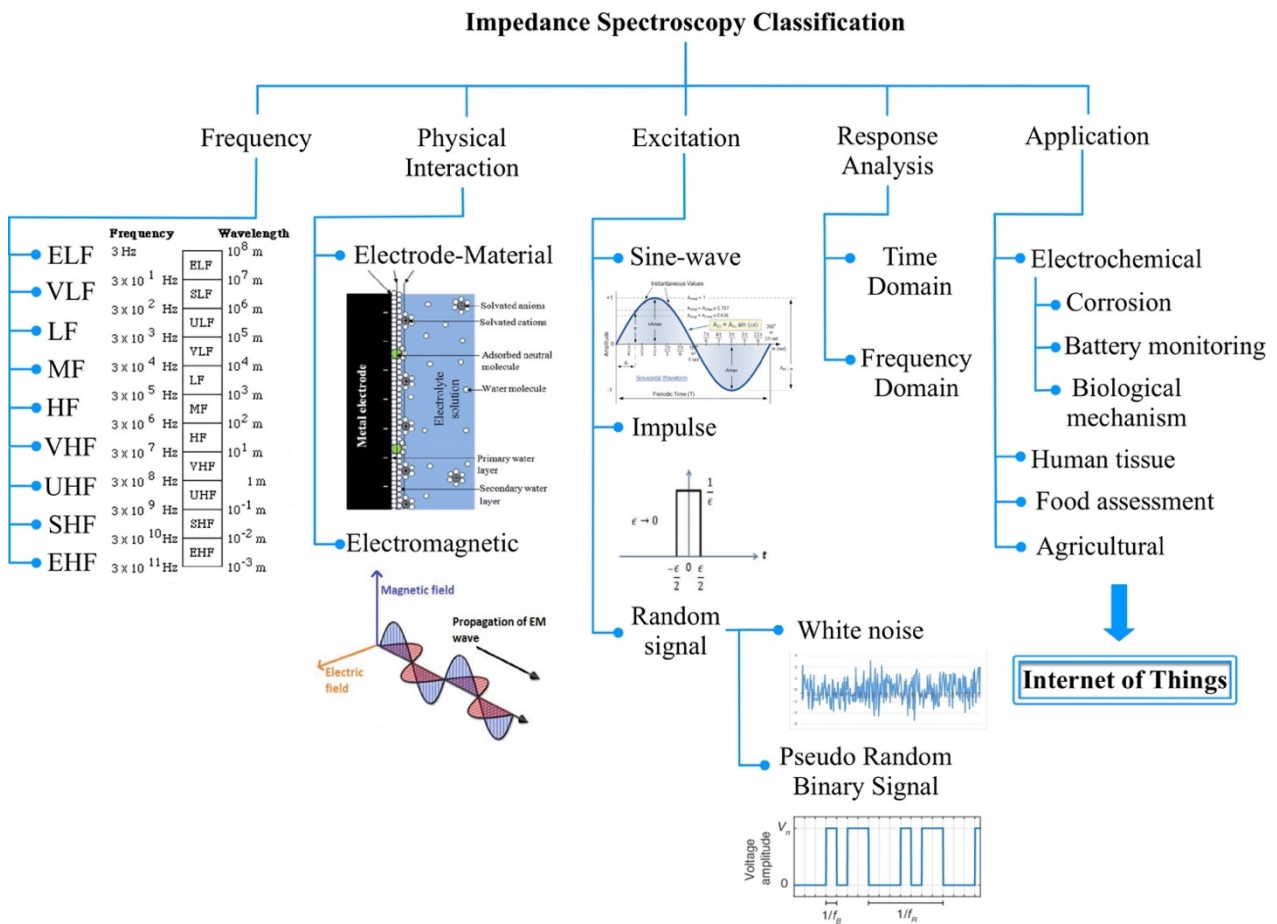 Impedance Spectroscopy Classification
Frequency
Physical
Interaction
Excitation
Response
Analysis
Application
ELF
VLF
LF
MF
HF
VHF
UHF
SHF
EHF
Frequency
Wavelength
3 Hz
3 x 10 1 Hz
3 x 10 2 Hz
3 x 10 3 Hz
3 x 10 4 Hz
3 x 10 5 Hz
3 x 10 6 Hz
3 x 10 7 Hz
3 x 10 8 Hz
3 x 10 9 Hz
3 x 10 10Hz
3 x 10 11Hz
ELF
SLF
ULF
VLF
LF
MF
HF
VHF
UHF
SHF
EHF
10^8 m
10^7 m
10^6 m
10^5 m
10^4 m
10^3 m
10^2 m
10^1 m
1 m
10^-1 m
10^-2 m
10^-3 m
Electrode-Material
Metal electrode
Electrolyte
solution
Solvated anions
Solvated cations
Adsorbed neutral
molecule
Water molecule
Primary water
layer
Secondary water
layer
Electromagnetic
Magnetic field
Propagation of EM
wave
Electric
field
Sine-wave
Instantaneous Values
+1
Amplitude
0
-1
+Amax
-Amax
Sinusoidal Waveform
Periodic Time (T)
Impulse
ϵ → 0
1/ϵ
-ϵ/2 0 ϵ/2
t
Random
signal
White noise
Pseudo Random
Binary Signal
Voltage
amplitude
0
1/f_B
1/f_R
Time
Domain
Frequency
Domain
Electrochemical
Corrosion
Battery monitoring
Biological
mechanism
Human tissue
Food assessment
Agricultural
Internet of Things